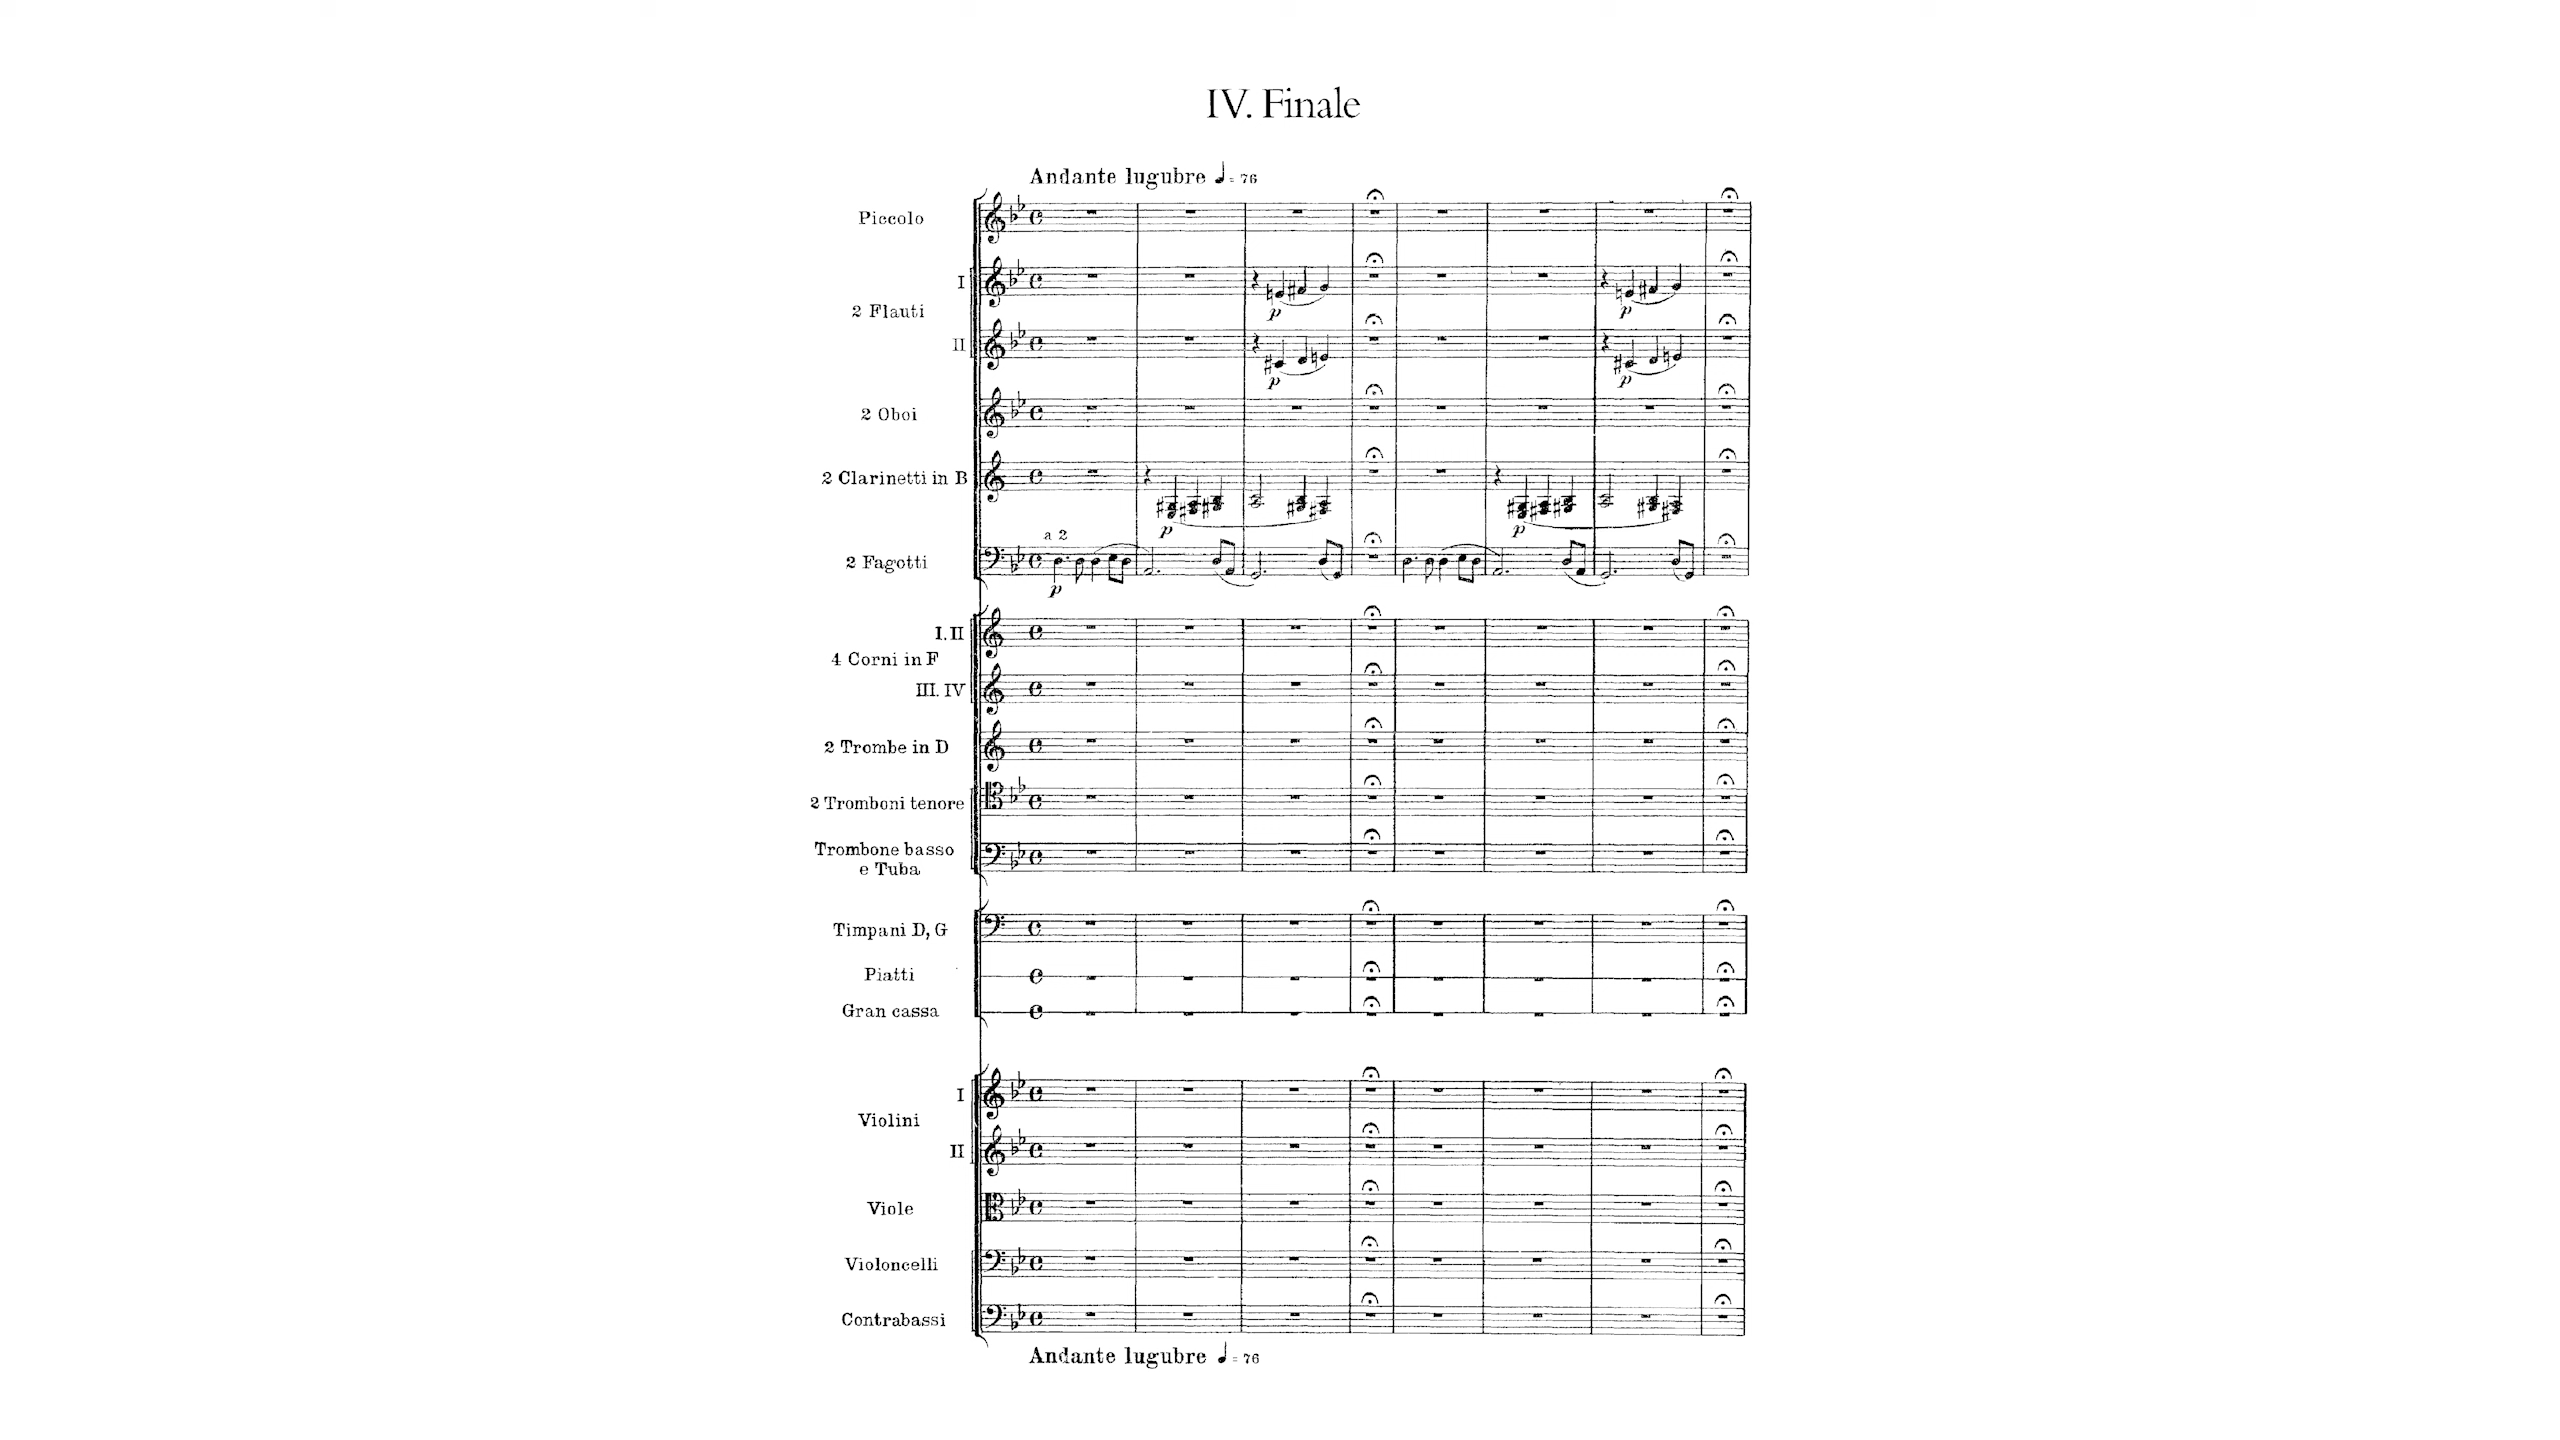 IV. Finale
Andante lugubre ♩= 76
Piccolo
I
2 Flauti
p
II
p
2 Oboi
2 Clarinetti in B
p
p
a 2
2 Fagotti
p
I. II
4 Corni in F
III. IV
2 Trombe in D
2 Tromboni tenore
Trombone basso
e Tuba
Timpani D, G
Piatti
Gran cassa
I
Violini
II
Viole
Violoncelli
Contrabassi
Andante lugubre ♩= 76